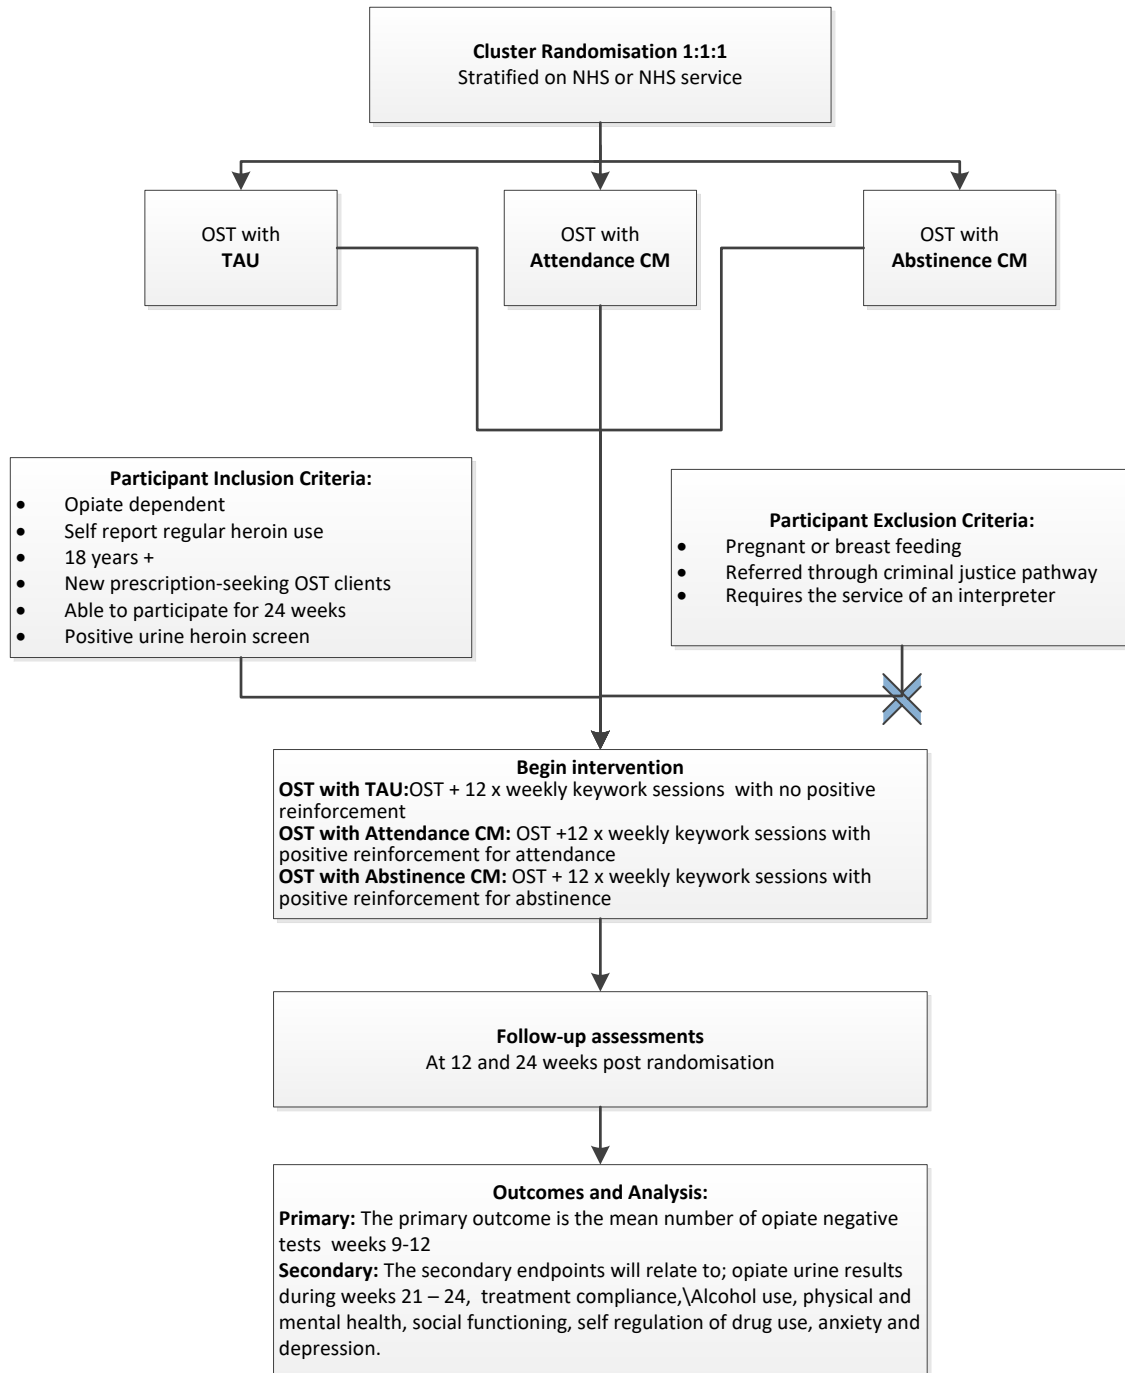 Cluster Randomisation 1:1:1
Stratified on NHS or NHS service
OST with
TAU
OST with
Attendance CM
OST with
Abstinence CM
Participant Inclusion Criteria:
• Opiate dependent
• Self report regular heroin use
• 18 years +
• New prescription-seeking OST clients
• Able to participate for 24 weeks
• Positive urine heroin screen
Participant Exclusion Criteria:
• Pregnant or breast feeding
• Referred through criminal justice pathway
• Requires the service of an interpreter
Begin intervention
OST with TAU:OST + 12 x weekly keywork sessions with no positive
reinforcement
OST with Attendance CM: OST +12 x weekly keywork sessions with
positive reinforcement for attendance
OST with Abstinence CM: OST + 12 x weekly keywork sessions with
positive reinforcement for abstinence
Follow-up assessments
At 12 and 24 weeks post randomisation
Outcomes and Analysis:
Primary: The primary outcome is the mean number of opiate negative
tests weeks 9-12
Secondary: The secondary endpoints will relate to; opiate urine results
during weeks 21 – 24, treatment compliance,\Alcohol use, physical and
mental health, social functioning, self regulation of drug use, anxiety and
depression.